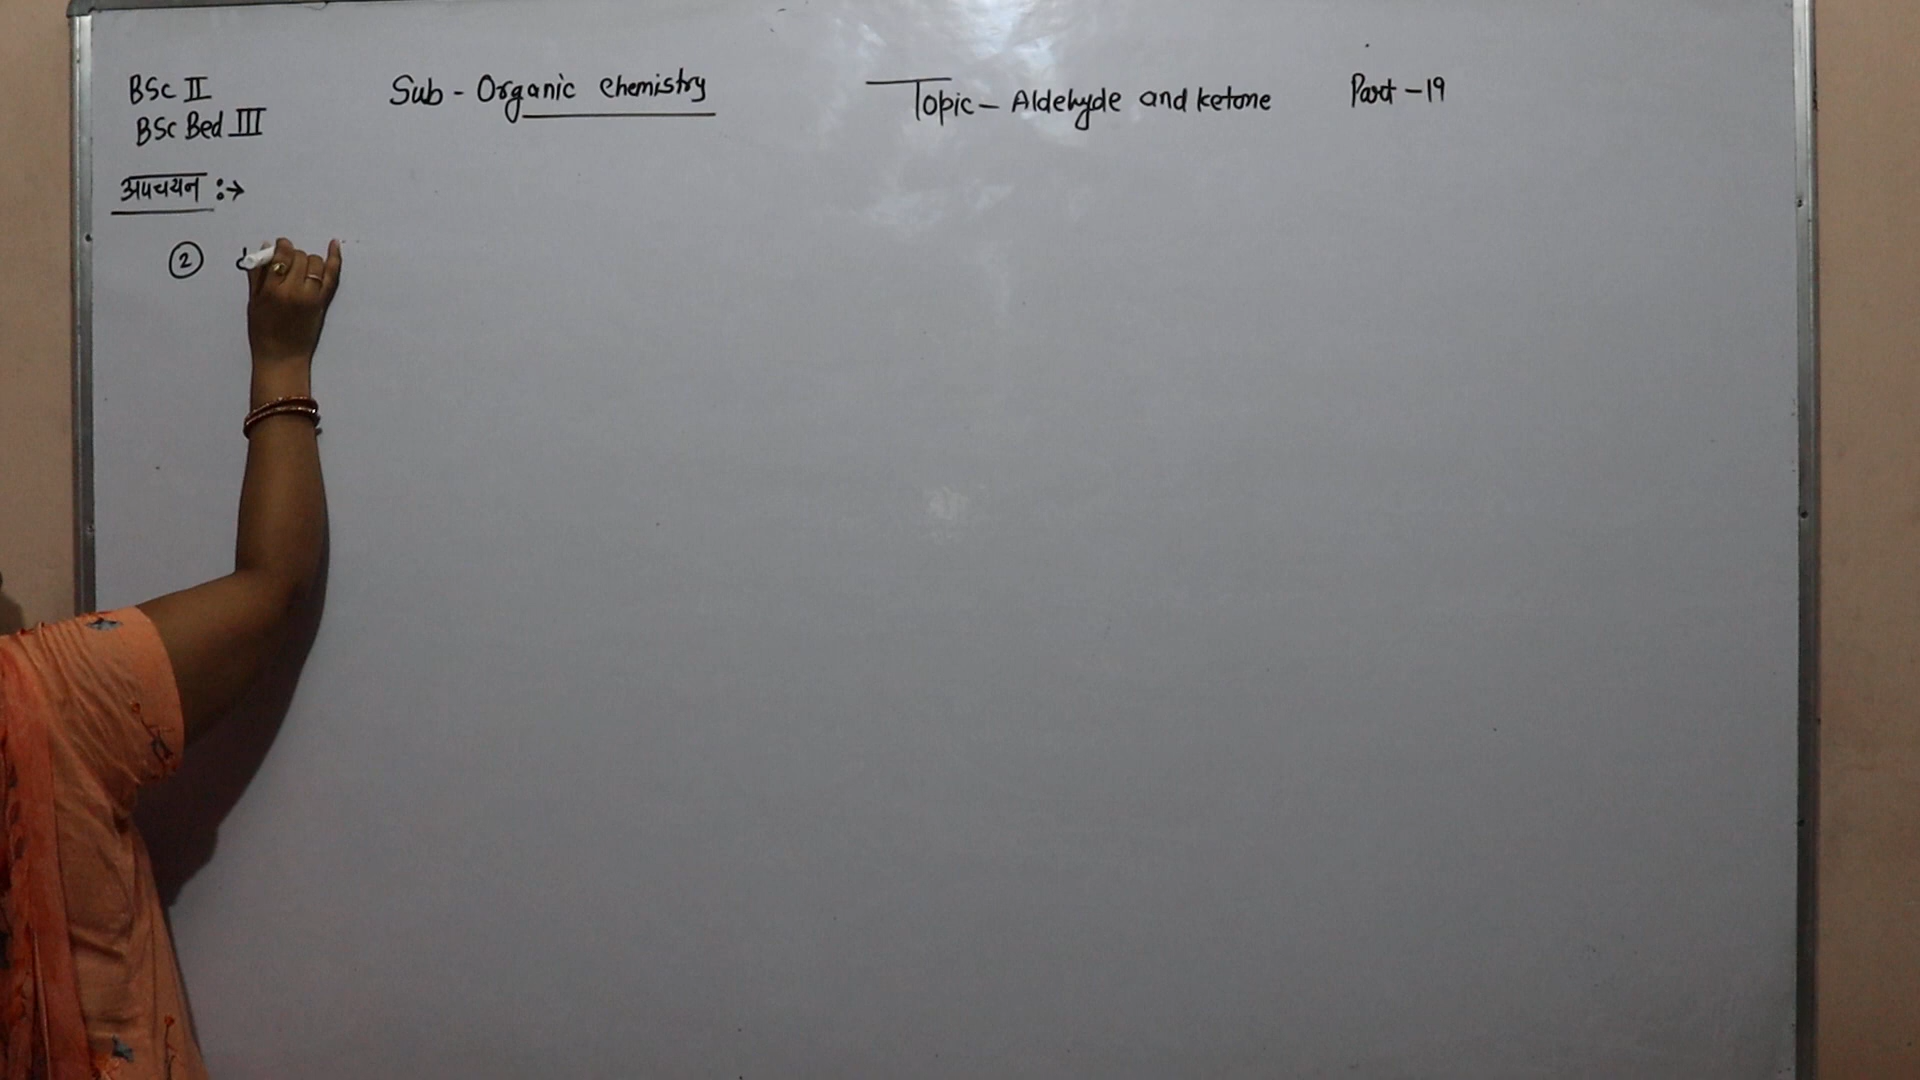 BSc II
BSc Bed III
Sub - Organic chemistry
Topic - Aldehyde and ketone
Part - 19
अपचयन :→
②